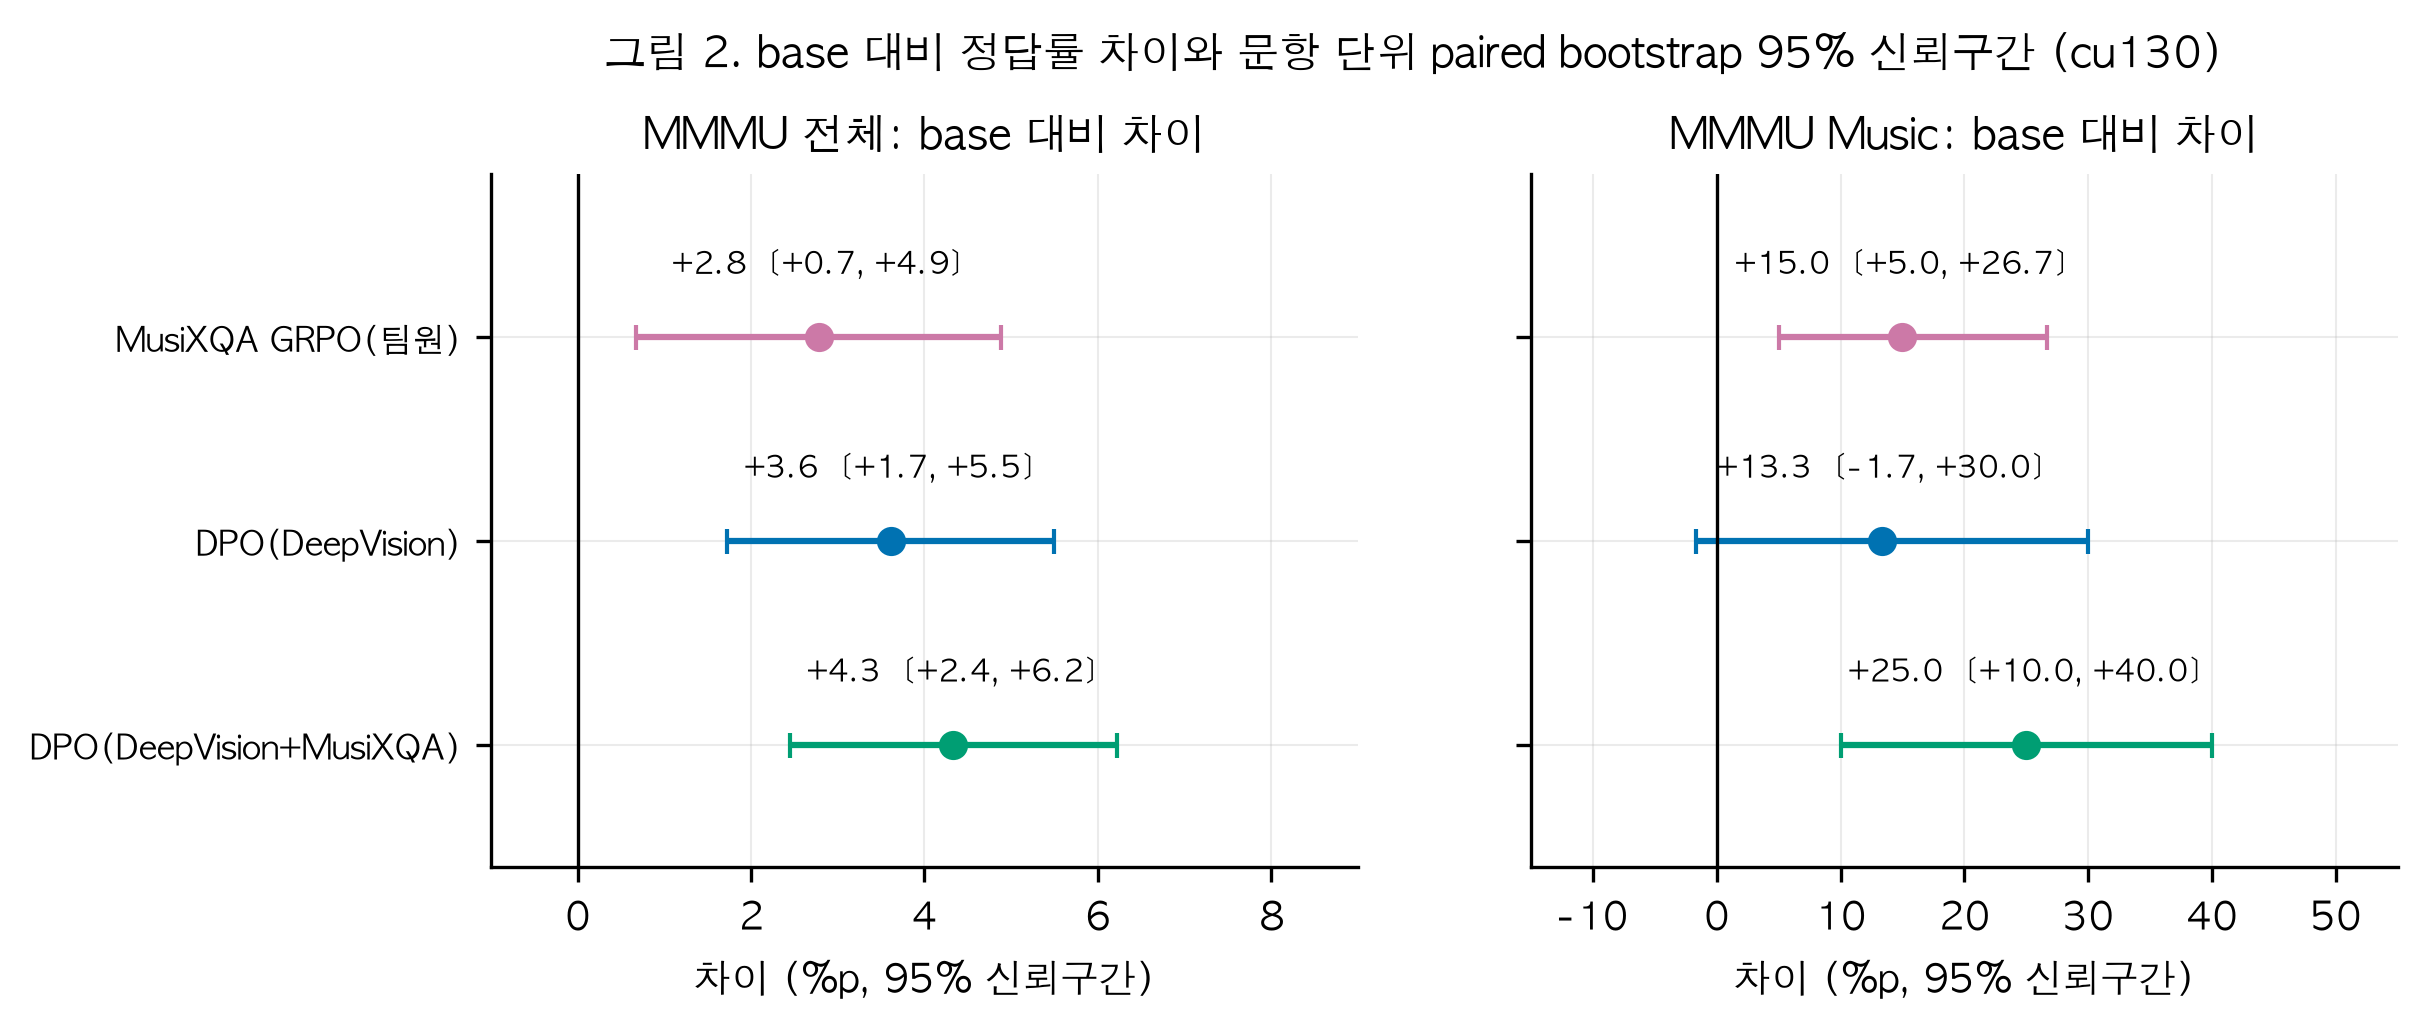 그림 2. base 대비 정답률 차이와 문항 단위 paired bootstrap 95% 신뢰구간 (cu130)
MMMU 전체: base 대비 차이
+2.8 [+0.7, +4.9]
MusiXQA GRPO(팀원)
+3.6 [+1.7, +5.5]
DPO(DeepVision)
+4.3 [+2.4, +6.2]
DPO(DeepVision+MusiXQA)
0 2 4 6 8
차이 (%p, 95% 신뢰구간)
MMMU Music: base 대비 차이
+15.0 [+5.0, +26.7]
+13.3 [-1.7, +30.0]
+25.0 [+10.0, +40.0]
-10 0 10 20 30 40 50
차이 (%p, 95% 신뢰구간)